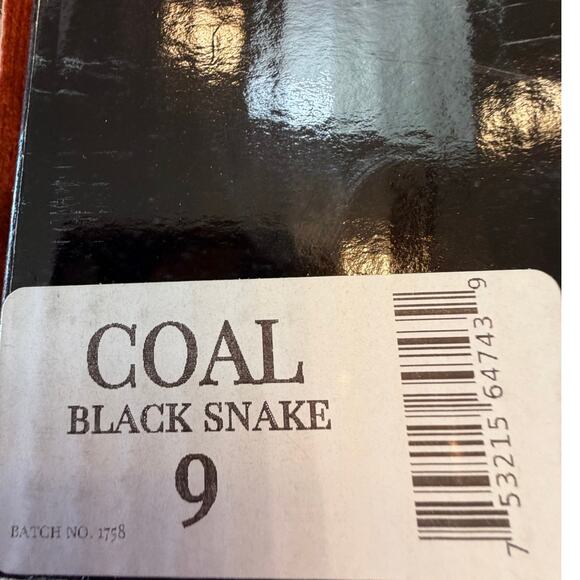 COAL
BLACK SNAKE
9
BATCH NO. 1758
7 53215 64743 9